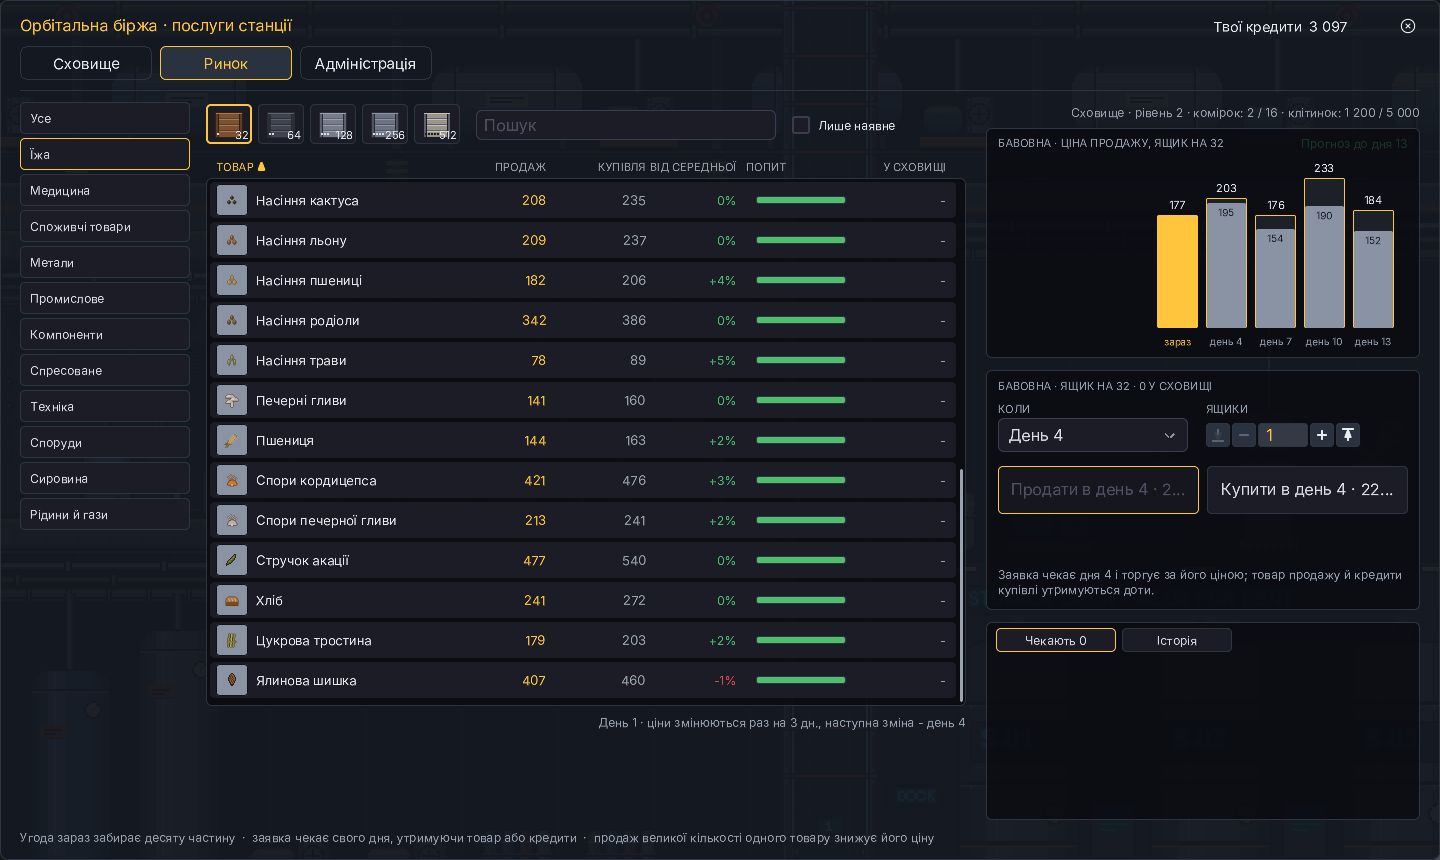 Орбітальна біржа · послуги станції
Твої кредити 3 097
Сховище
Ринок
Адміністрація
Усе
Їжа
Медицина
Споживчі товари
Метали
Промислове
Компоненти
Спресоване
Техніка
Споруди
Сировина
Рідини й гази
32
64
128
256
512
Пошук
Лише наявне
ТОВАР ПРОДАЖ КУПІВЛЯ ВІД СЕРЕДНЬОЇ ПОПИТ У СХОВИЩІ
Насіння кактуса 208 235 0% -
Насіння льону 209 237 0% -
Насіння пшениці 182 206 +4% -
Насіння родіоли 342 386 0% -
Насіння трави 78 89 +5% -
Печерні гливи 141 160 0% -
Пшениця 144 163 +2% -
Спори кордицепса 421 476 +3% -
Спори печерної гливи 213 241 +2% -
Стручок акації 477 540 0% -
Хліб 241 272 0% -
Цукрова тростина 179 203 +2% -
Ялинова шишка 407 460 -1% -
День 1 · ціни змінюються раз на 3 дн., наступна зміна - день 4
Сховище · рівень 2 · комірок: 2 / 16 · клітинок: 1 200 / 5 000
БАВОВНА · ЦІНА ПРОДАЖУ, ЯЩИК НА 32
Прогноз до дня 13
177 203 176 233 184
195 154 190 152
зараз день 4 день 7 день 10 день 13
БАВОВНА · ЯЩИК НА 32 · 0 У СХОВИЩІ
КОЛИ ЯЩИКИ
День 4
1
Продати в день 4 · 2...
Купити в день 4 · 22...
Заявка чекає дня 4 і торгує за його ціною; товар продажу й кредити
купівлі утримуються доти.
Чекають 0
Історія
DOCK
Угода зараз забирає десяту частину · заявка чекає свого дня, утримуючи товар або кредити · продаж великої кількості одного товару знижує його ціну